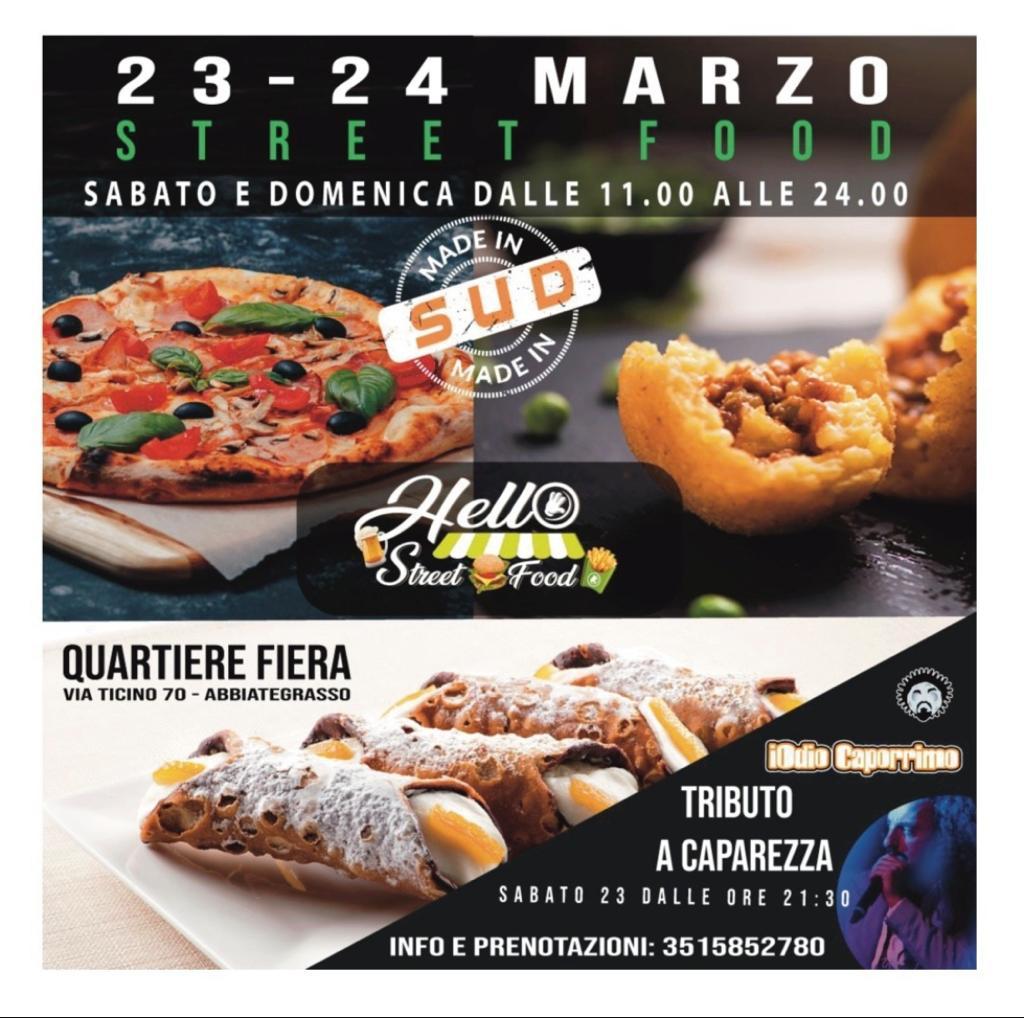 23-24 MARZO
STREET FOOD
SABATO E DOMENICA DALLE 11.00 ALLE 24.00
MADE IN
SUD
MADE IN
Hello
Street Food
QUARTIERE FIERA
VIA TICINO 70 - ABBIATEGRASSO
iOdio Caporrimo
TRIBUTO
A CAPAREZZA
SABATO 23 DALLE ORE 21:30
INFO E PRENOTAZIONI: 3515852780